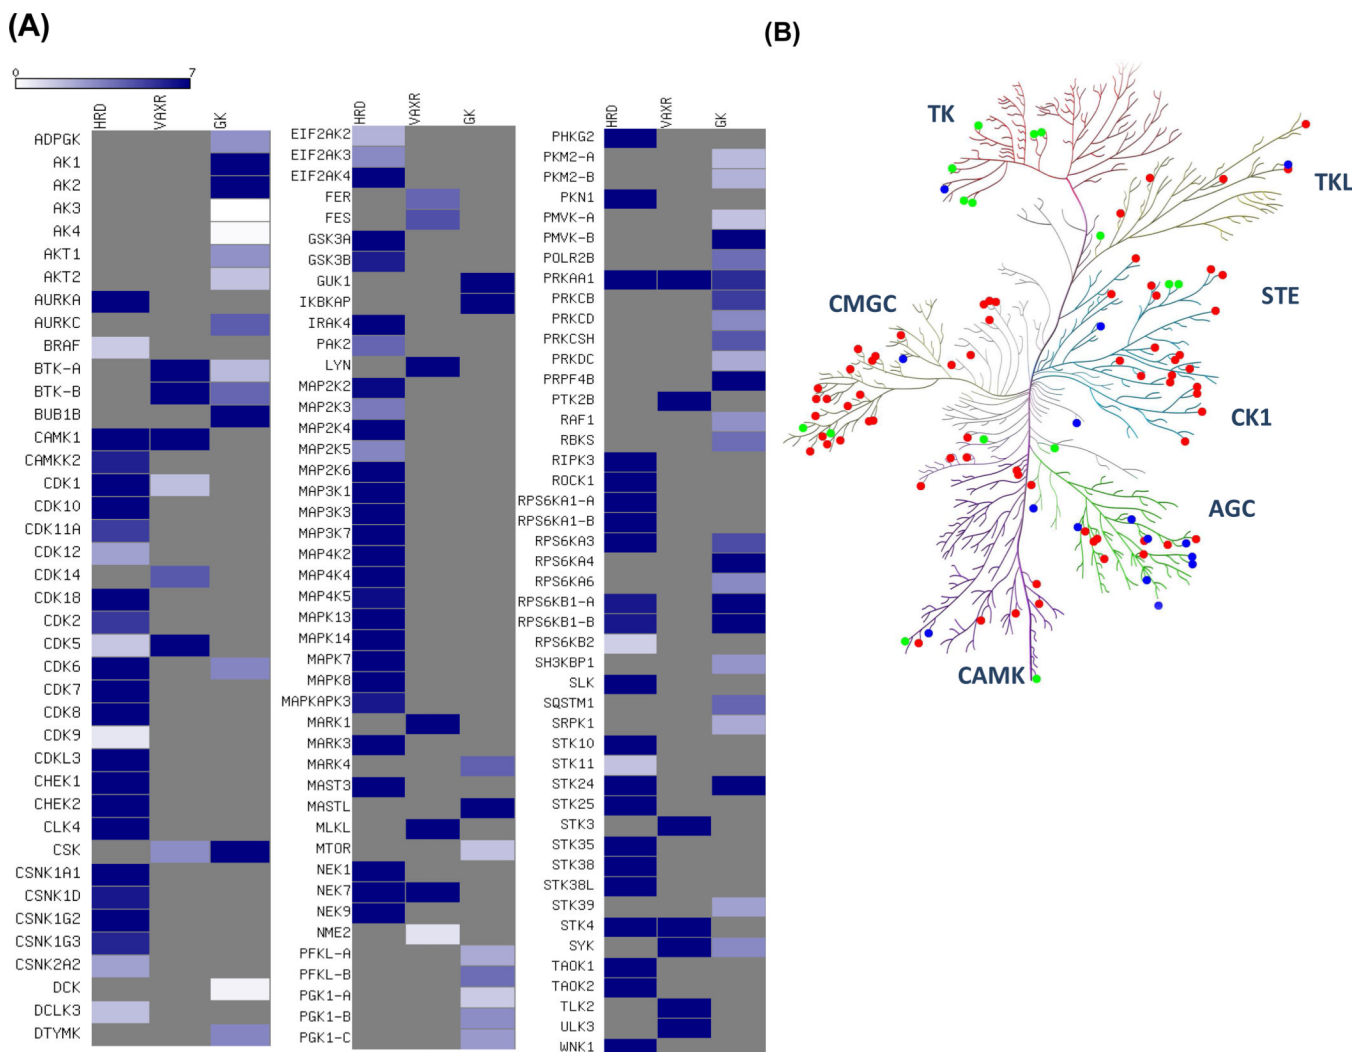 (A)
0 7
HRD VAXR GK
ADPGK
AK1
AK2
AK3
AK4
AKT1
AKT2
AURKA
AURKC
BRAF
BTK-A
BTK-B
BUB1B
CAMK1
CAMKK2
CDK1
CDK10
CDK11A
CDK12
CDK14
CDK18
CDK2
CDK5
CDK6
CDK7
CDK8
CDK9
CDKL3
CHEK1
CHEK2
CLK4
CSK
CSNK1A1
CSNK1D
CSNK1G2
CSNK1G3
CSNK2A2
DCK
DCLK3
DTYMK
HRD VAXR GK
EIF2AK2
EIF2AK3
EIF2AK4
FER
FES
GSK3A
GSK3B
GUK1
IKBKAP
IRAK4
PAK2
LYN
MAP2K2
MAP2K3
MAP2K4
MAP2K5
MAP2K6
MAP3K1
MAP3K3
MAP3K7
MAP4K2
MAP4K4
MAP4K5
MAPK13
MAPK14
MAPK7
MAPK8
MAPKAPK3
MARK1
MARK3
MARK4
MAST3
MASTL
MLKL
MTOR
NEK1
NEK7
NEK9
NME2
PFKL-A
PFKL-B
PGK1-A
PGK1-B
PGK1-C
HRD VAXR GK
PHKG2
PKM2-A
PKM2-B
PKN1
PMVK-A
PMVK-B
POLR2B
PRKAA1
PRKCB
PRKCD
PRKCSH
PRKDC
PRPF4B
PTK2B
RAF1
RBKS
RIPK3
ROCK1
RPS6KA1-A
RPS6KA1-B
RPS6KA3
RPS6KA4
RPS6KA6
RPS6KB1-A
RPS6KB1-B
RPS6KB2
SH3KBP1
SLK
SQSTM1
SRPK1
STK10
STK11
STK24
STK25
STK3
STK35
STK38
STK38L
STK39
STK4
SYK
TAOK1
TAOK2
TLK2
ULK3
WNK1
(B)
TK
TKL
STE
CMGC
CK1
AGC
CAMK